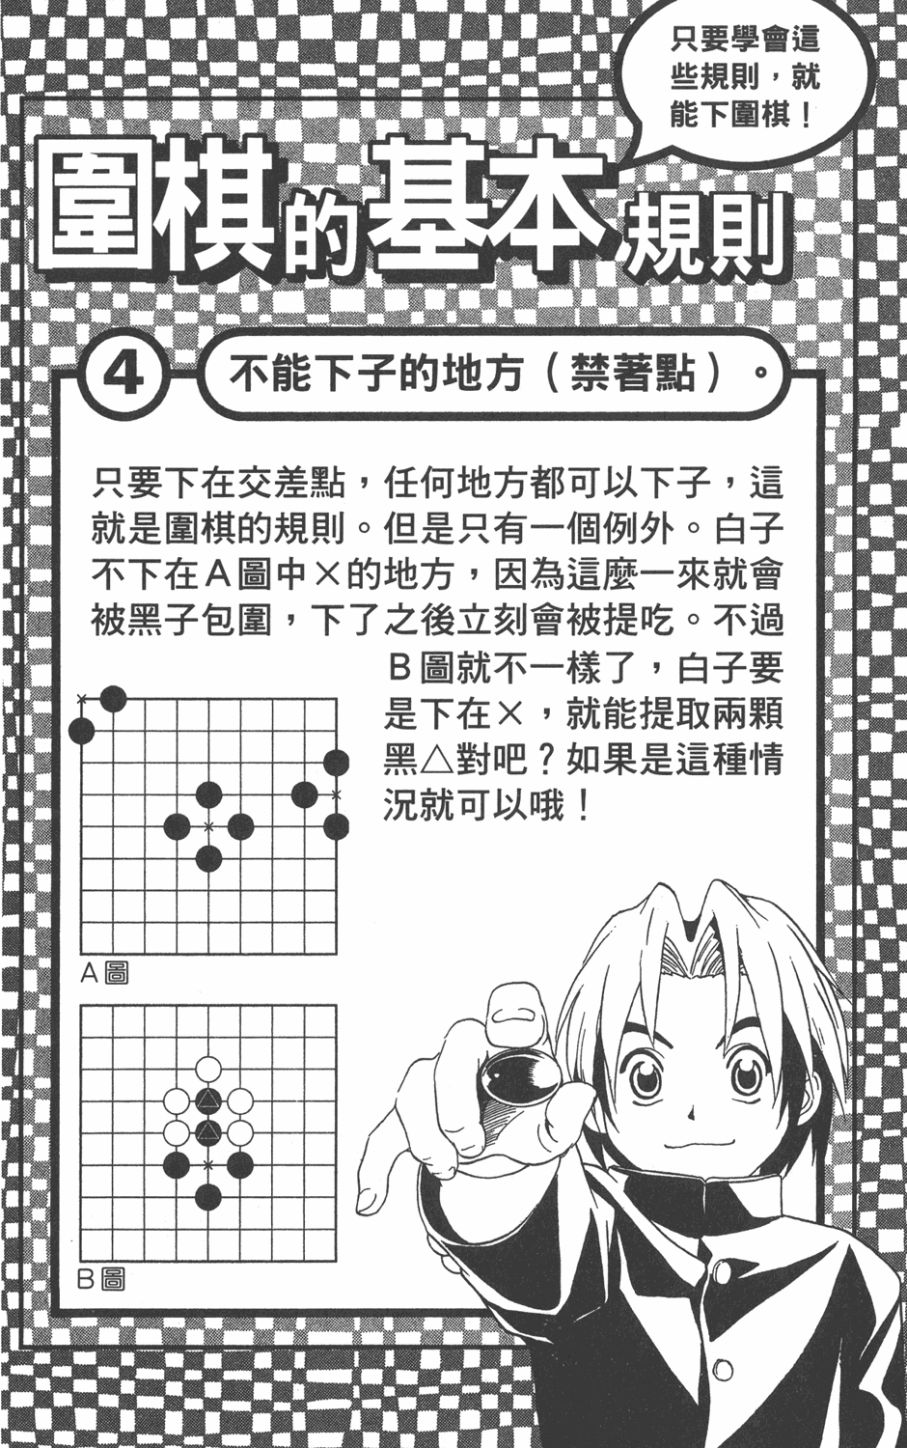 只要學會這
些規則，就
能下圍棋！
圍棋的基本規則
4
不能下子的地方（禁著點）。
只要下在交差點，任何地方都可以下子，這
就是圍棋的規則。但是只有一個例外。白子
不下在A圖中×的地方，因為這麼一來就會
被黑子包圍，下了之後立刻會被提吃。不過
B圖就不一樣了，白子要
是下在×，就能提取兩顆
黑△對吧？如果是這種情
況就可以哦！
A圖
B圖